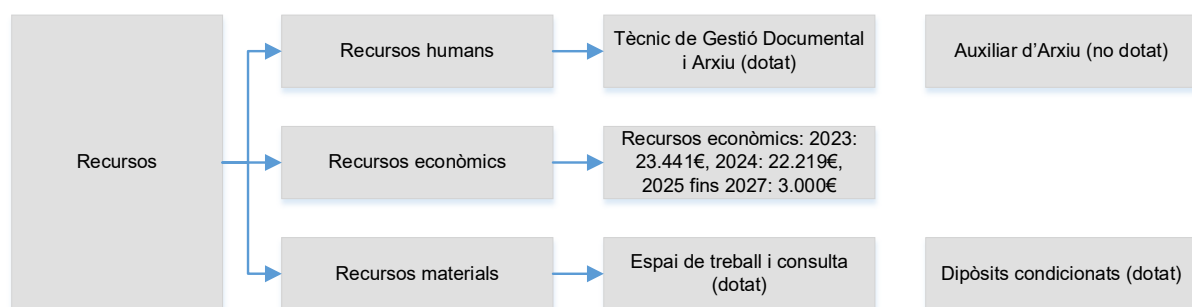 Recursos humans
Tècnic de Gestió Documental
i Arxiu (dotat)
Auxiliar d’Arxiu (no dotat)
Recursos
Recursos econòmics
Recursos econòmics: 2023:
23.441€, 2024: 22.219€,
2025 fins 2027: 3.000€
Recursos materials
Espai de treball i consulta
(dotat)
Dipòsits condicionats (dotat)